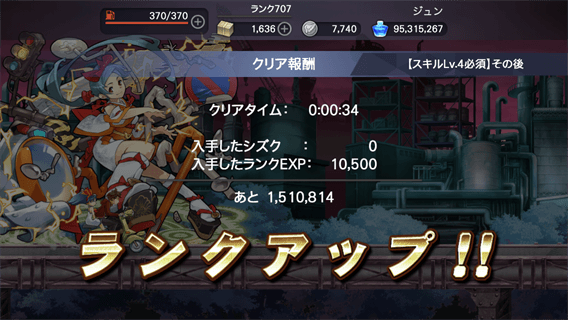 370/370
ランク707
1,636
7,740
ジュン
95,315,267
クリア報酬
【スキルLv.4必須】その後
クリアタイム： 0:00:34
入手したシズク ： 0
入手したランクEXP： 10,500
あと 1,510,814
ランクアップ!!